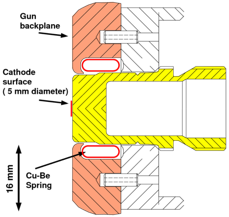 Gun
backplane
Cathode
surface
( 5 mm diameter)
16 mm
Cu-Be
Spring